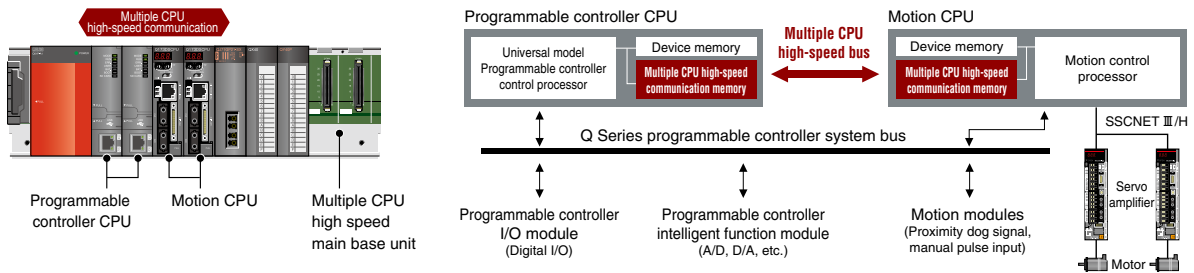 Multiple CPU
high-speed communication
Programmable
controller CPU
Motion CPU
Multiple CPU
high speed
main base unit
Programmable controller CPU
Universal model
Programmable controller
control processor
Device memory
Multiple CPU high-speed
communication memory
Multiple CPU
high-speed bus
Motion CPU
Device memory
Multiple CPU high-speed
communication memory
Motion control
processor
SSCNET Ⅲ/H
Q Series programmable controller system bus
Programmable controller
I/O module
(Digital I/O)
Programmable controller
intelligent function module
(A/D, D/A, etc.)
Motion modules
(Proximity dog signal,
manual pulse input)
Servo
amplifier
Motor